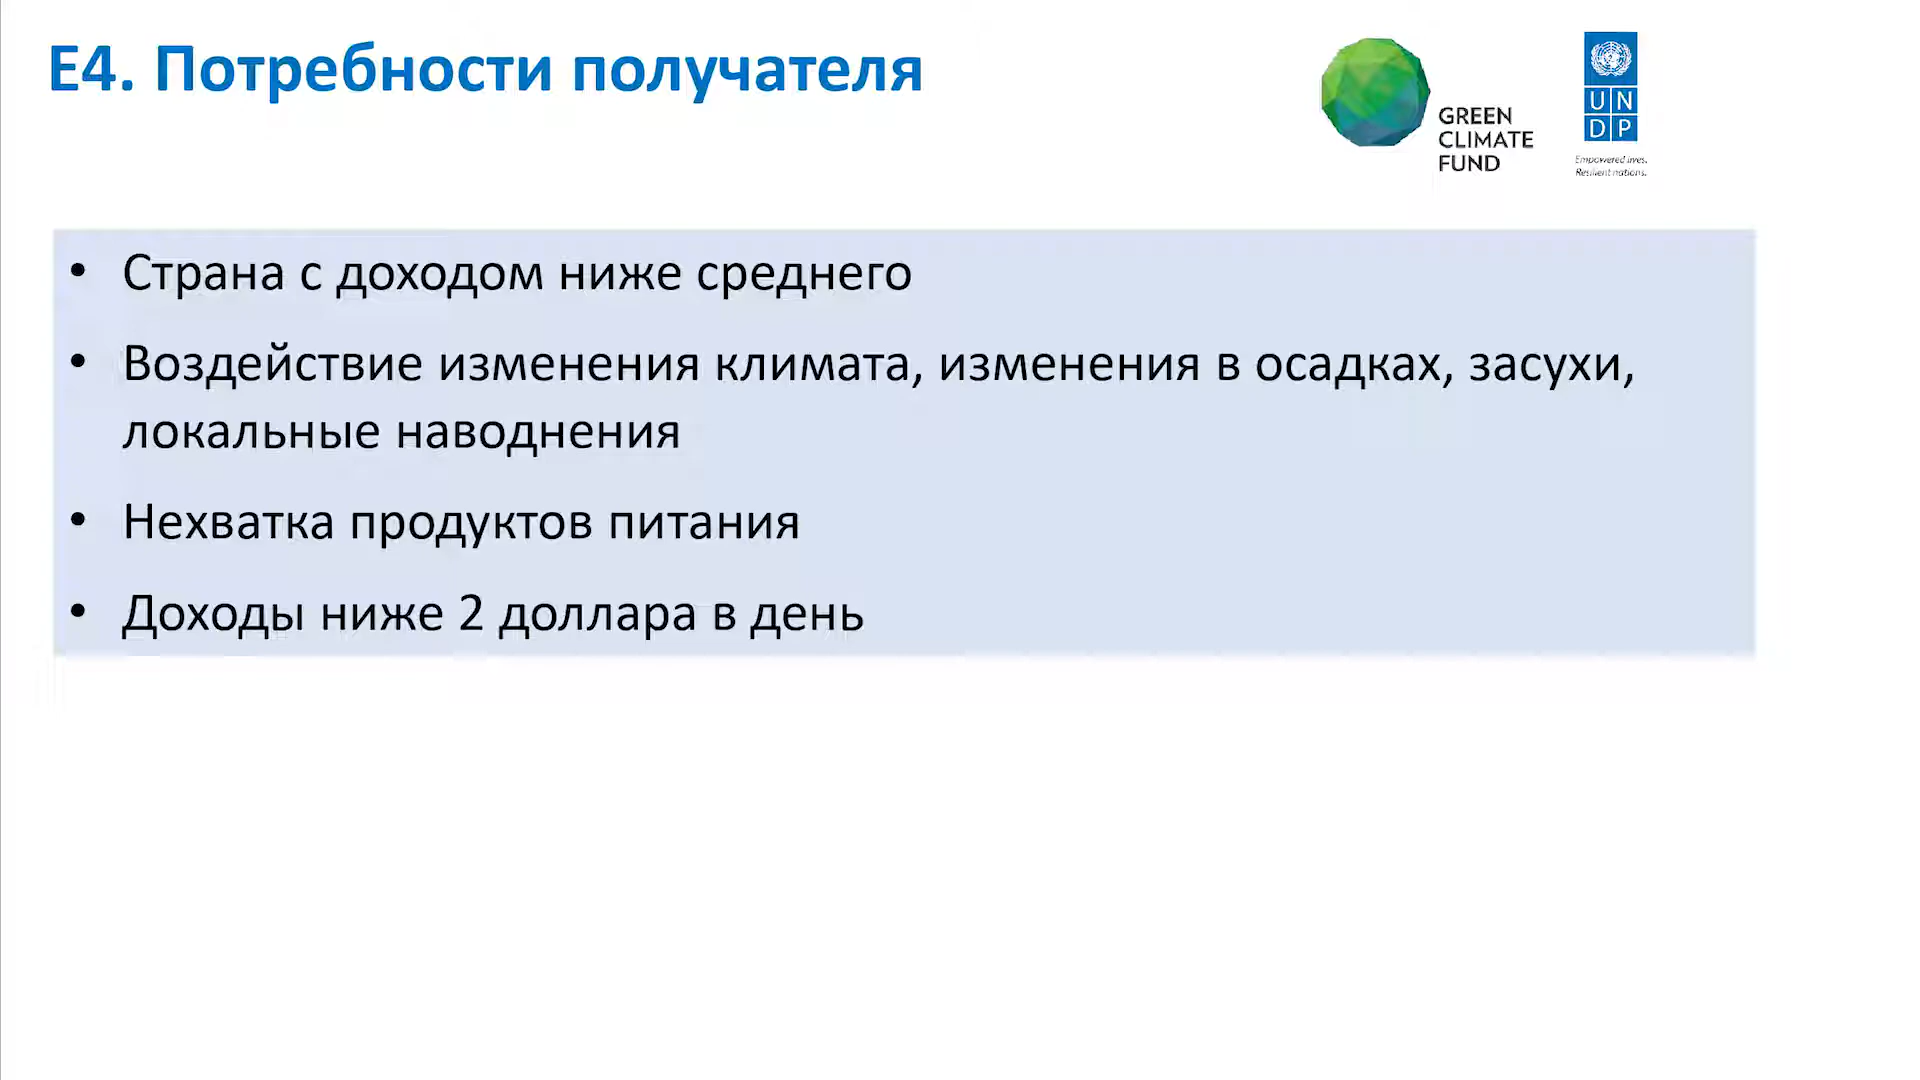 E4. Потребности получателя
GREEN
CLIMATE
FUND
U N
D P
Empowered lives.
Resilient nations.
• Страна с доходом ниже среднего
• Воздействие изменения климата, изменения в осадках, засухи,
локальные наводнения
• Нехватка продуктов питания
• Доходы ниже 2 доллара в день